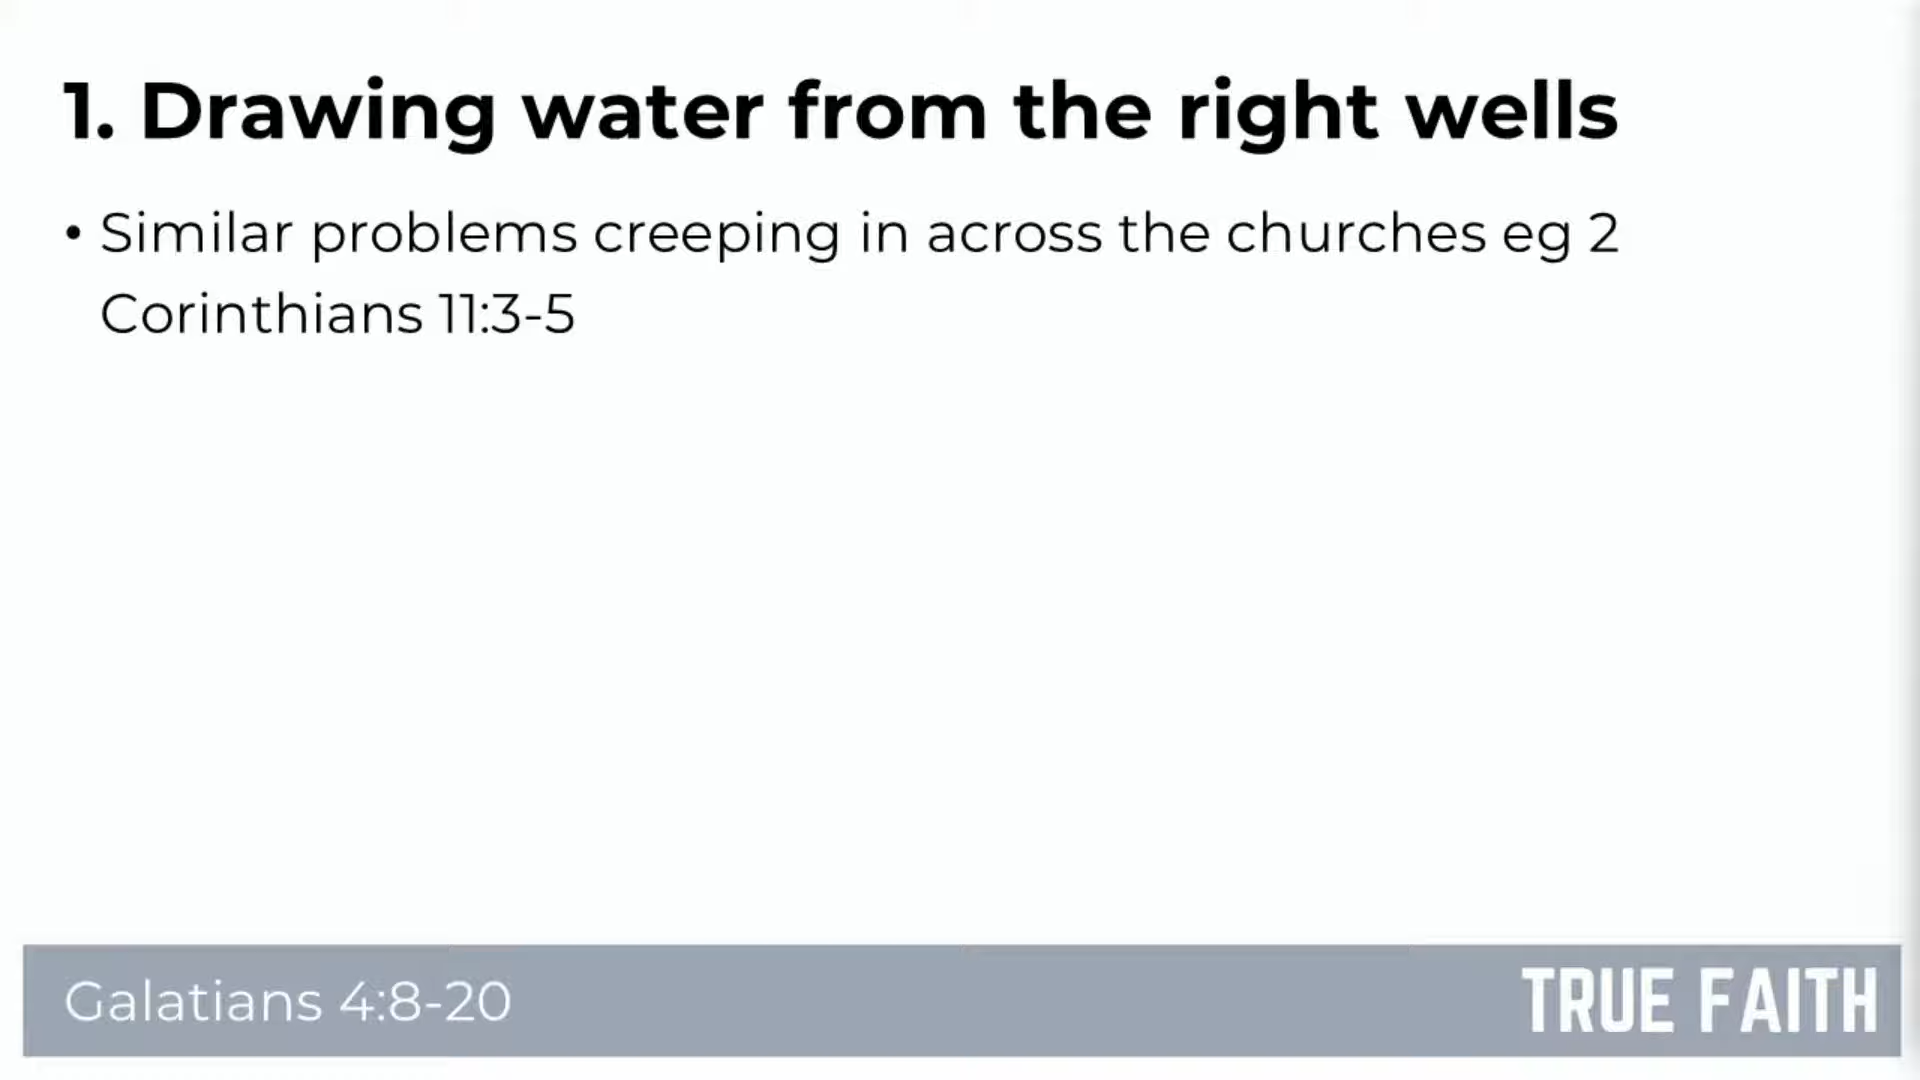 1. Drawing water from the right wells
• Similar problems creeping in across the churches eg 2
Corinthians 11:3-5
Galatians 4:8-20
TRUE FAITH